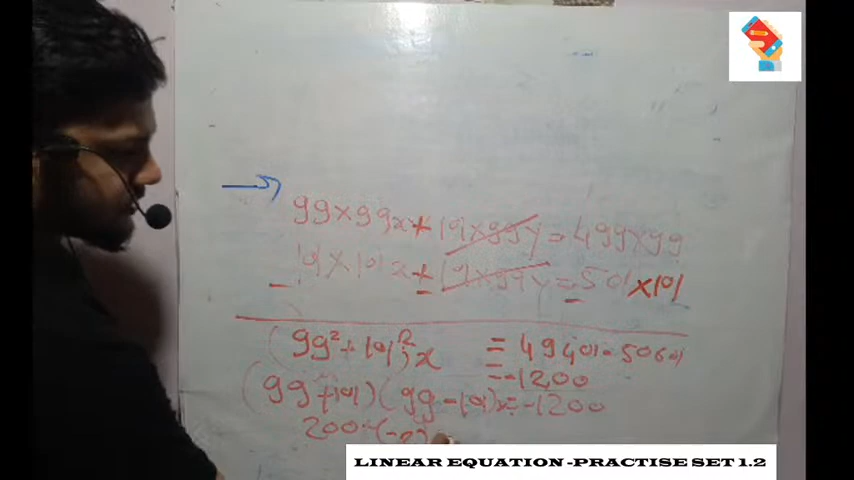 99×99x+101×99y=499×99
101×101x+101×99y=501×101
(99²+101²)x = 49401-50601
=-1200
(99+101)(99-101)x=-1200
200·(-2)
LINEAR EQUATION -PRACTISE SET 1.2